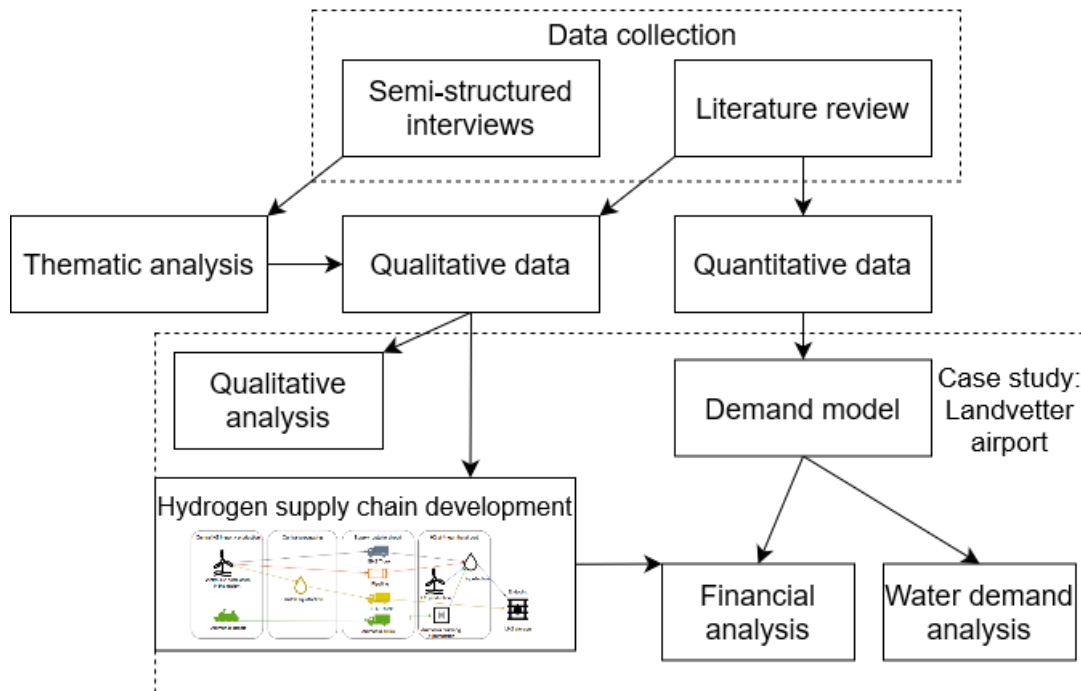 Data collection
Semi-structured
interviews
Literature review
Thematic analysis
Qualitative data
Quantitative data
Qualitative
analysis
Demand model
Case study:
Landvetter
airport
Hydrogen supply chain development
Financial
analysis
Water demand
analysis